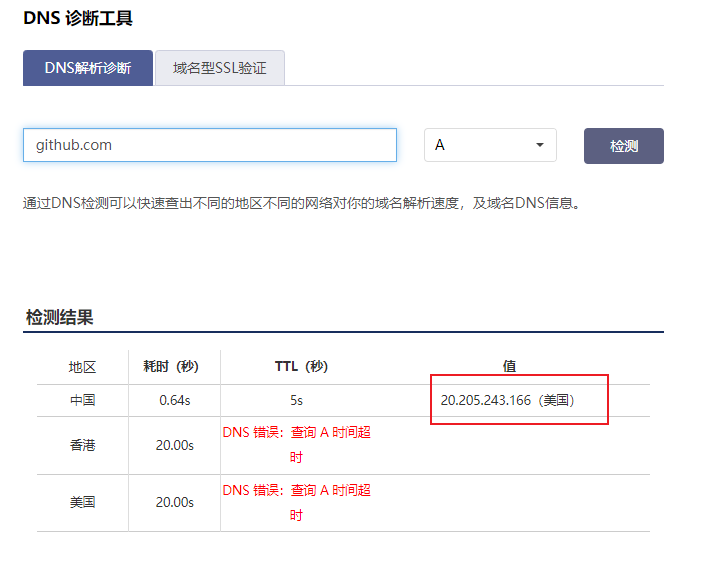 DNS 诊断工具
DNS解析诊断 域名型SSL验证
github.com A 检测
通过DNS检测可以快速查出不同的地区不同的网络对你的域名解析速度，及域名DNS信息。
检测结果
地区 耗时（秒） TTL（秒） 值
中国 0.64s 5s 20.205.243.166（美国）
香港 20.00s DNS 错误：查询 A 时间超
时
美国 20.00s DNS 错误：查询 A 时间超
时